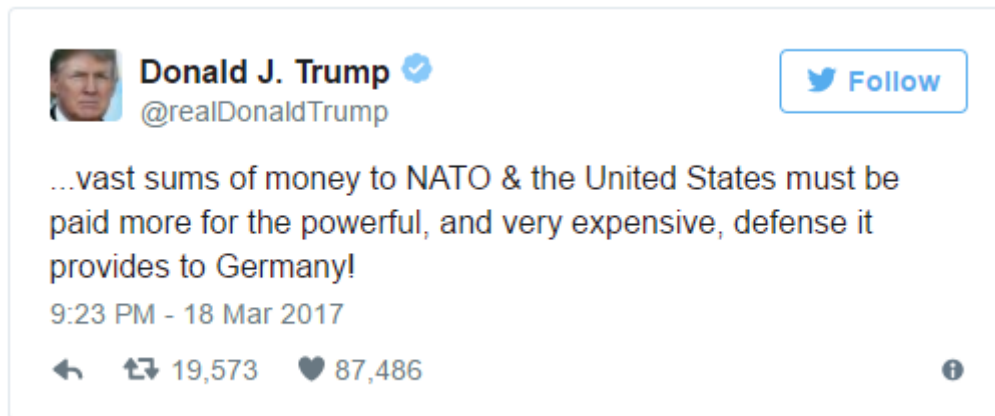 Donald J. Trump
@realDonaldTrump
Follow
...vast sums of money to NATO & the United States must be
paid more for the powerful, and very expensive, defense it
provides to Germany!
9:23 PM - 18 Mar 2017
19,573 87,486